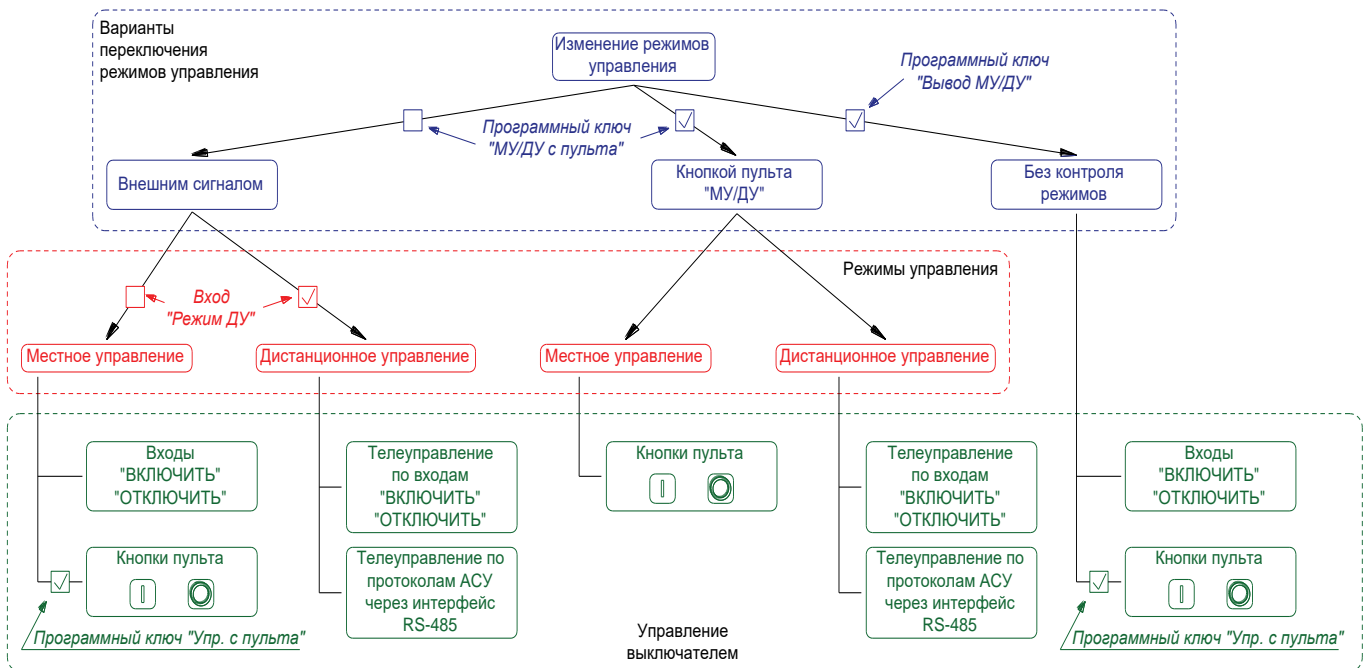 Варианты
переключения
режимов управления
Изменение режимов
управления
Программный ключ
"Вывод МУ/ДУ"
Программный ключ
"МУ/ДУ с пульта"
Внешним сигналом
Кнопкой пульта
"МУ/ДУ"
Без контроля
режимов
Режимы управления
Вход
"Режим ДУ"
Местное управление
Дистанционное управление
Местное управление
Дистанционное управление
Входы
"ВКЛЮЧИТЬ"
"ОТКЛЮЧИТЬ"
Телеуправление
по входам
"ВКЛЮЧИТЬ"
"ОТКЛЮЧИТЬ"
Кнопки пульта
Телеуправление
по входам
"ВКЛЮЧИТЬ"
"ОТКЛЮЧИТЬ"
Входы
"ВКЛЮЧИТЬ"
"ОТКЛЮЧИТЬ"
Кнопки пульта
Телеуправление по
протоколам АСУ
через интерфейс
RS-485
Телеуправление по
протоколам АСУ
через интерфейс
RS-485
Кнопки пульта
Программный ключ "Упр. с пульта"
Управление
выключателем
Программный ключ "Упр. с пульта"